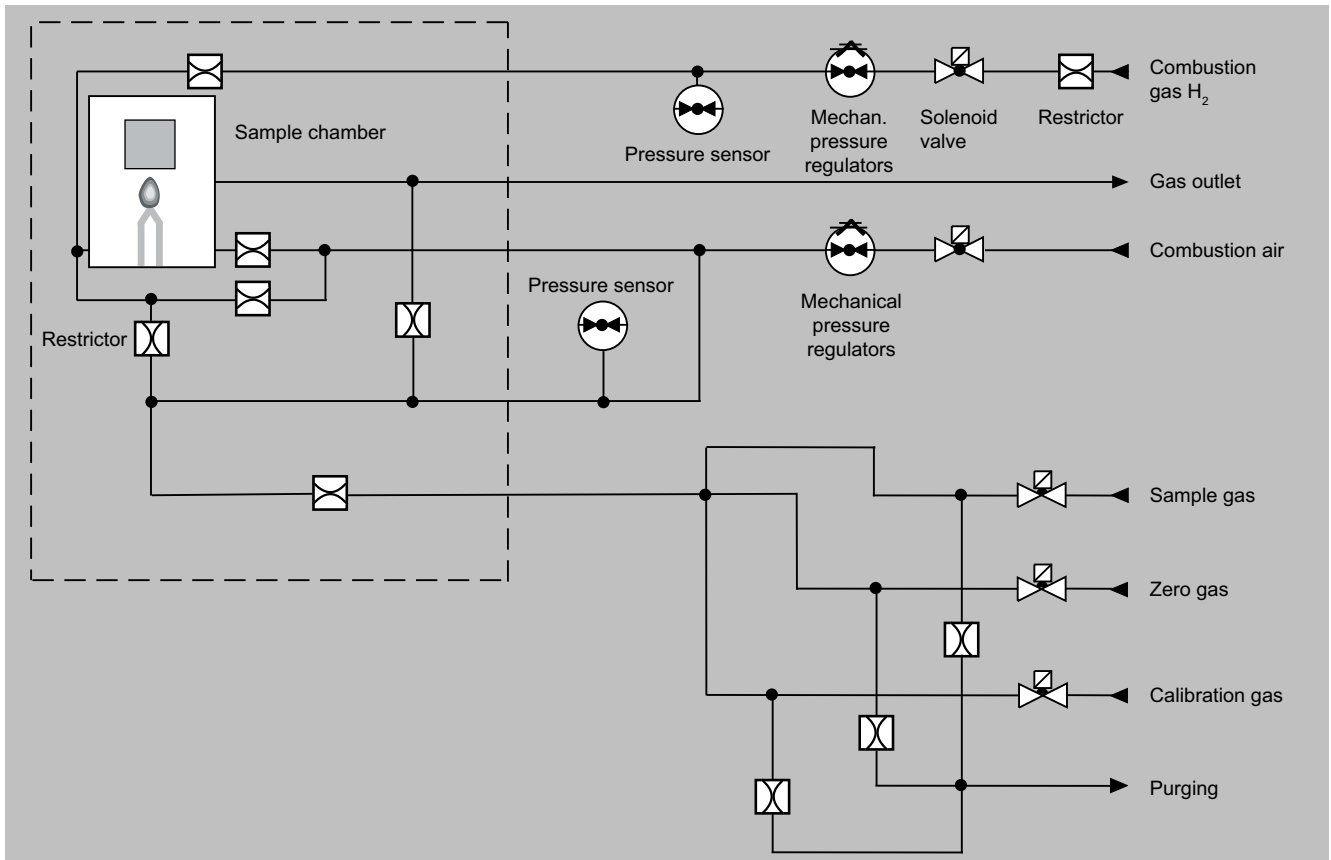 Combustion
gas H₂
Sample chamber
Pressure sensor
Mechan.
pressure
regulators
Solenoid
valve
Restrictor
Gas outlet
Combustion air
Pressure sensor
Mechanical
pressure
regulators
Restrictor
Sample gas
Zero gas
Calibration gas
Purging